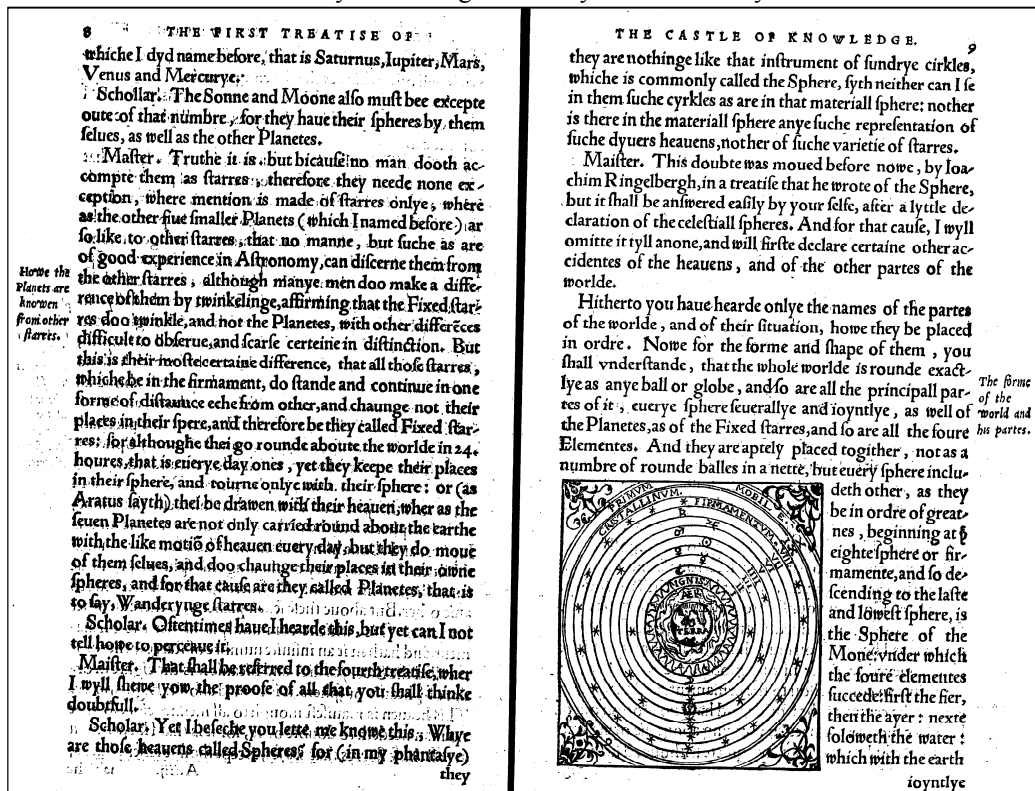 8 THE FIRST TREATISE OF
whiche I dyd name before, that is Saturnus, Iupiter, Mars,
Venus and Mercurye.
Schollar. The Sonne and Moone alſo muſt bee excepte
oute of that numbre, for they haue their ſpheres by them
ſelues, as well as the other Planetes.
Maſter. Truthe it is. but bicauſe no man dooth ac-
compte them as ſtarres, therefore they neede none ex-
ception, where mention is made of ſtarres onlye, where
as the other fiue ſmaller Planets (which I named before) ar
ſo like to other ſtarres, that no manne, but ſuche as are
of good experience in Aſtronomy, can diſcerne them from
the other ſtarres, although manye men doo make a diffe-
rence of them by twinkelinge, affirming that the Fixed ſtar-
res doo twinkle, and not the Planetes, with other differēces
difficulte to obſerue, and ſcarſe certeine in diſtinction. But
this is their moſte certaine difference, that all thoſe ſtarres,
whiche be in the firmament, do ſtande and continue in one
forme of diſtaunce eche from other, and chaunge not their
places in their ſpere, and therefore be they called Fixed ſtar-
res: for althoughe thei go rounde aboute the worlde in 24.
houres, that is euerye day ones, yet they keepe their places
in their ſphere, and tourne onlye with their ſphere: or (as
Aratus ſayth) thei be drawen with their heauen, wher as the
ſeuen Planetes are not only carried round about the earthe
with the like motiō of heauen euery day, but they do moue
of them ſelues, and doo chaunge their places in their owne
ſpheres, and for that cauſe are they called Planetes, that is
to ſay, Wanderynge ſtarres.
Scholar. Oftentimes haue I hearde this, but yet can I not
tell howe to perceaue it.
Maiſter. That ſhall be referred to the fourth treatiſe, wher
I wyll ſhewe yow the proofe of all that you ſhall thinke
doubtfull.
Scholar. Yet I beſeche you lette me knowe this, Whye
are thoſe heauens called Spheres? for (in my phantaſye)
they
Howe the
Planets are
knowen
from other
ſtarres.
THE CASTLE OF KNOWLEDGE. 9
they are nothinge like that inſtrument of ſundrye cirkles,
whiche is commonly called the Sphere, ſyth neither can I ſe
in them ſuche cyrkles as are in that materiall ſphere: nother
is there in the materiall ſphere anye ſuche repreſentation of
ſuche dyuers heauens, nother of ſuche varietie of ſtarres.
Maiſter. This doubte was moued before nowe, by Ioa-
chim Ringelbergh, in a treatiſe that he wrote of the Sphere,
but it ſhall be anſwered eaſily by your ſelfe, after a lyttle de-
claration of the celeſtiall ſpheres. And for that cauſe, I wyll
omitte it tyll anone, and will firſte declare certaine other ac-
cidentes of the heauens, and of the other partes of the
worlde.
Hitherto you haue hearde onlye the names of the partes
of the worlde, and of their ſituation, howe they be placed
in ordre. Nowe for the forme and ſhape of them, you
ſhall vnderſtande, that the whole worlde is rounde exact-
lye as anye ball or globe, and ſo are all the principall par-
tes of it, euerye ſphere ſeuerallye and ioyntlye, as well of
the Planetes, as of the Fixed ſtarres, and ſo are all the foure
Elementes. And they are aptely placed togither, not as a
numbre of rounde balles in a nette, but euery ſphere inclu-
deth other, as they
be in ordre of great-
nes, beginning at
eighte ſphere or fir-
mamente, and ſo de-
ſcending to the laſte
and loweſt ſphere, is
the Sphere of the
Mone: vnder which
the foure elementes
ſuccede: firſt the fier,
then the ayer: nexte
foloweth the water:
which with the earth
ioyntlye
The forme
of the
world and
his partes.
PRIMVM MOBILE
CRISTALLINVM.
FIRMAMENTVM
IGNIS
AER
TERRA